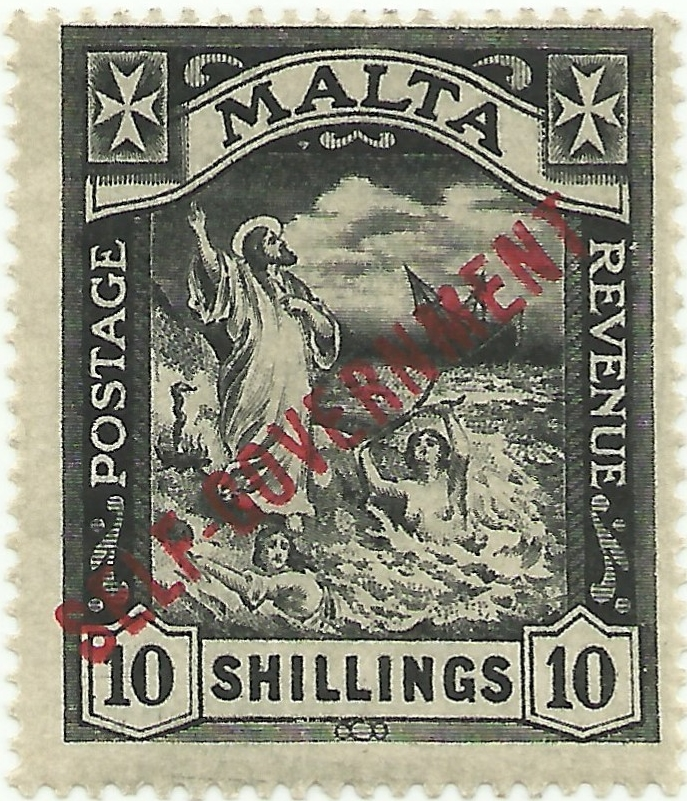 MALTA
POSTAGE
REVENUE
SELF-GOVERNMENT
10 SHILLINGS 10